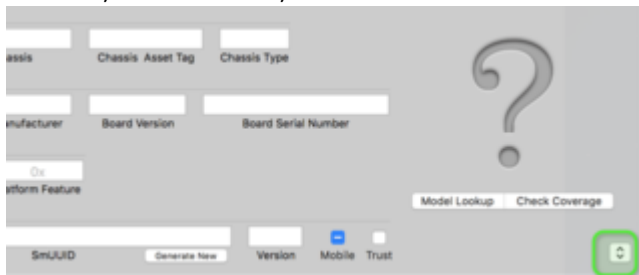 assis Chassis Asset Tag Chassis Type
anufacturer Board Version Board Serial Number
0x
atform Feature
Model Lookup Check Coverage
SmUUID Generate New Version Mobile Trust